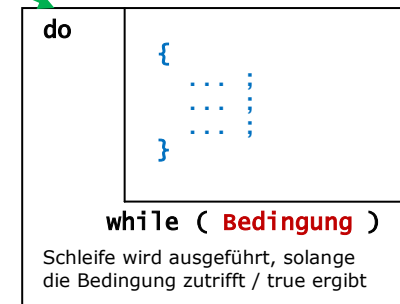 do
{
... ;
... ;
... ;
}
while ( Bedingung )
Schleife wird ausgeführt, solange
die Bedingung zutrifft / true ergibt